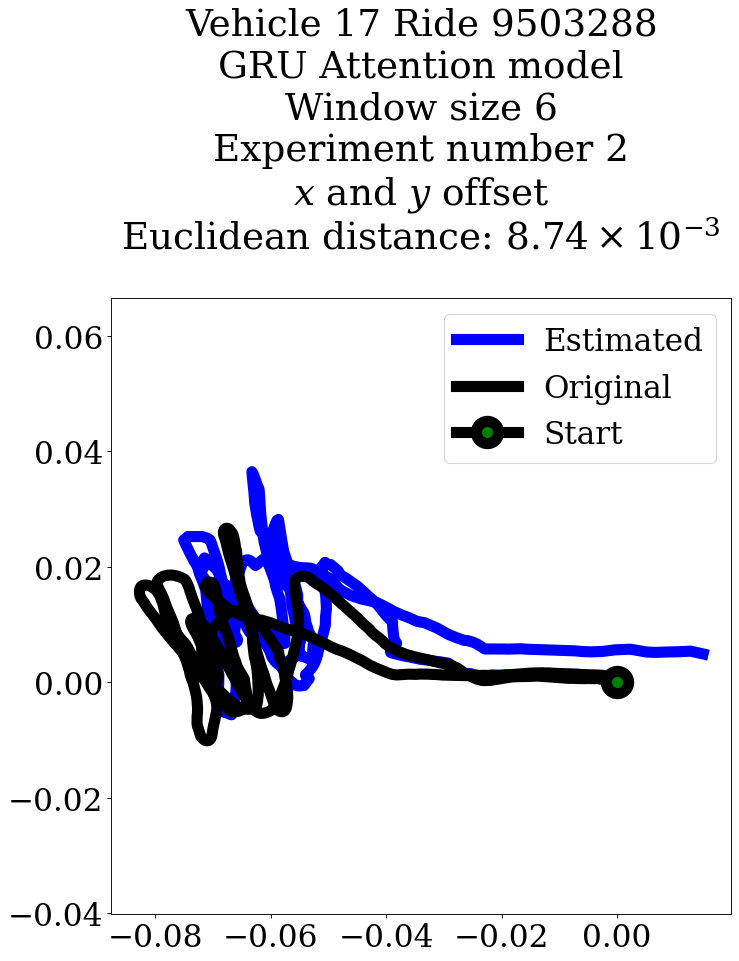 Vehicle 17 Ride 9503288
GRU Attention model
Window size 6
Experiment number 2
x and y offset
Euclidean distance: 8.74 × 10⁻³
Estimated
Original
Start
0.06
0.04
0.02
0.00
−0.02
−0.04
−0.08 −0.06 −0.04 −0.02 0.00